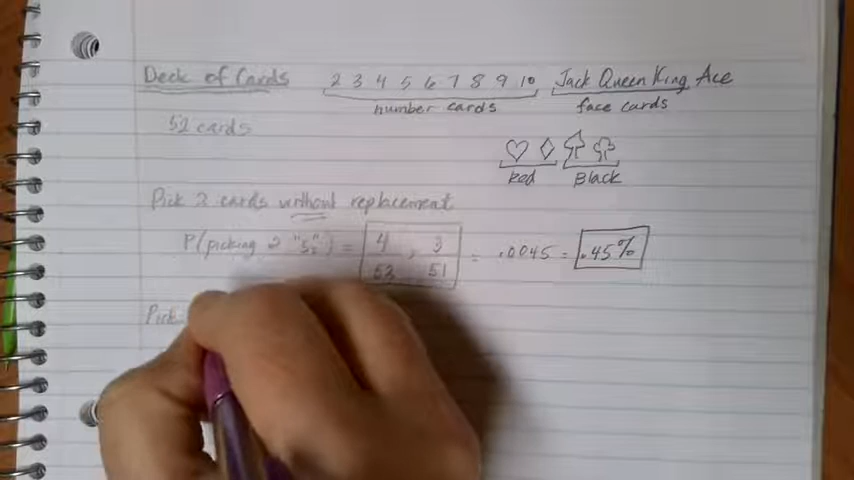 Deck of Cards 2 3 4 5 6 7 8 9 10 Jack Queen King Ace
number cards face cards
52 cards
Red Black
Pick 2 cards without replacement
P(picking 2 "5s") = 4/52 · 3/51 = .0045 = .45%
Pick